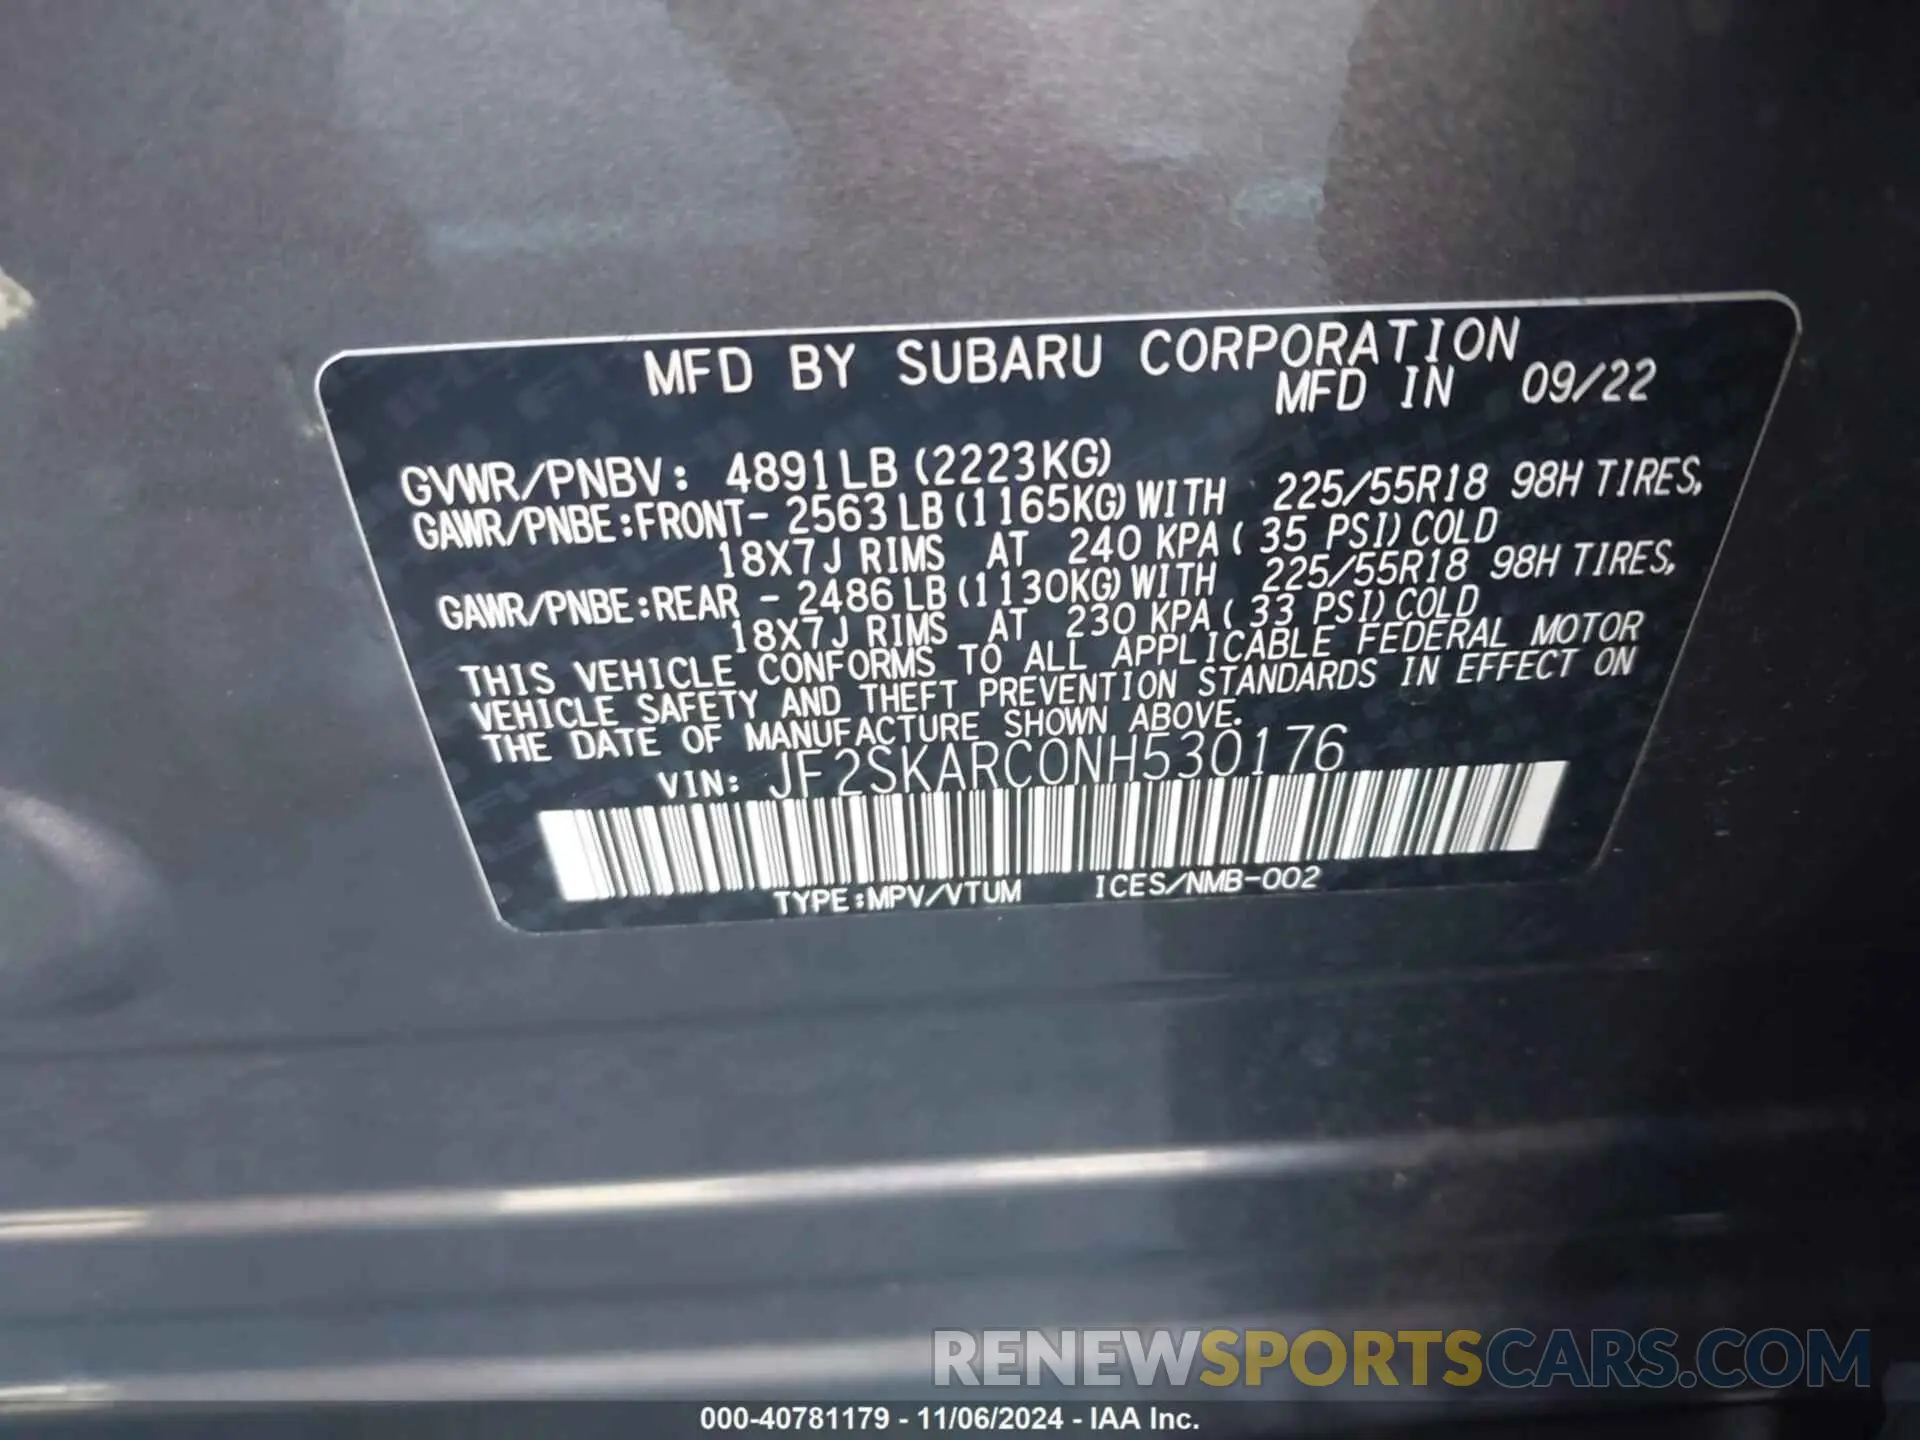 MFD BY SUBARU CORPORATION
MFD IN 09/22
GVWR/PNBV: 4891LB (2223KG)
GAWR/PNBE:FRONT- 2563LB (1165KG) WITH 225/55R18 98H TIRES,
18X7J RIMS AT 240 KPA ( 35 PSI) COLD
GAWR/PNBE:REAR - 2486LB (1130KG) WITH 225/55R18 98H TIRES,
18X7J RIMS AT 230 KPA ( 33 PSI) COLD
THIS VEHICLE CONFORMS TO ALL APPLICABLE FEDERAL MOTOR
VEHICLE SAFETY AND THEFT PREVENTION STANDARDS IN EFFECT ON
THE DATE OF MANUFACTURE SHOWN ABOVE.
VIN: JF2SKARC0NH530176
TYPE:MPV/VTUM ICES/NMB-002
RENEWSPORTSCARS.COM
000-40781179 - 11/06/2024 - IAA Inc.